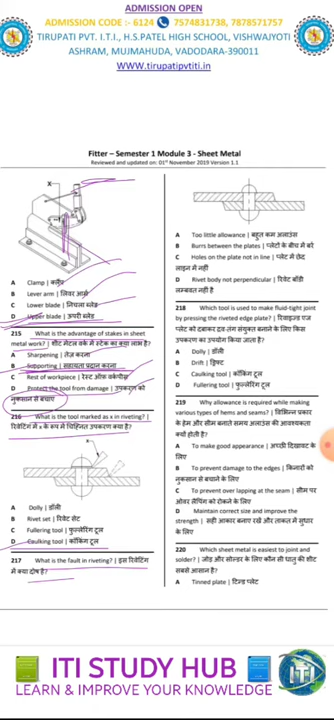 ADMISSION OPEN
ADMISSION CODE :- 6124 7574831738, 7878571757
TIRUPATI PVT. I.T.I., H.S.PATEL HIGH SCHOOL, VISHWAJYOTI
ASHRAM, MUJMAHUDA, VADODARA-390011
WWW.tirupatipvtiti.in
Fitter – Semester 1 Module 3 - Sheet Metal
Reviewed and updated on: 01st November 2019 Version 1.1
X
A Clamp | क्लैंप
B Lever arm | लिवर आर्म
C Lower blade | निचला ब्लेड
D Upper blade | ऊपरी ब्लेड
215 What is the advantage of stakes in sheet
metal work? | शीट मेटल वर्क में स्टैक का क्या लाभ है?
A Sharpening | तेज करना
B Supporting | सहायता प्रदान करना
C Rest of workpiece | रेस्ट ऑफ़ वर्कपीस
D Protect the tool from damage | उपकरण को
नुकसान से बचाए
216 What is the tool marked as x in riveting? |
रिवेटिंग में x के रूप में चिह्नित उपकरण क्या है?
x
A Dolly | डॉली
B Rivet set | रिवेट सेट
C Fullering tool | फुल्लेरिंग टूल
D Caulking tool | कॉकिंग टूल
217 What is the fault in riveting? | इस रिवेटिंग
में क्या दोष है?
A Too little allowance | बहुत कम अलाउंस
B Burrs between the plates | प्लेटो के बीच में बर्र
C Holes on the plate not in line | प्लेट में छेद
लाइन में नहीं
D Rivet body not perpendicular | रिवेट बॉडी
लम्बवत नहीं है
218 Which tool is used to make fluid-tight joint
by pressing the riveted edge plate? | रिवाइज्ड एज
प्लेट को दबाकर द्रव तंग संयुक्त बनाने के लिए किस
उपकरण का उपयोग किया जाता है?
A Dolly | डॉली
B Drift | ड्रिफ्ट
C Caulking tool | कॉकिंग टूल
D Fullering tool | फुल्लेरिंग टूल
219 Why allowance is required while making
various types of hems and seams? | विभिन्न प्रकार
के हेम और सीम बनाते समय अलाउंस की आवश्यकता
क्यों होती है?
A To make good appearance | अच्छी दिखावट के
लिए
B To prevent damage to the edges | किनारों को
नुकसान से बचाने के लिए
C To prevent over lapping at the seam | सीम पर
ओवर लैपिंग को रोकने के लिए
D Maintain correct size and improve the
strength | सही आकार बनाए रखें और ताकत में सुधार
के लिए
220 Which sheet metal is easiest to joint and
solder? | जोड़ और सोल्डर के लिए कौन सी धातु की शीट
सबसे आसान है?
A Tinned plate | टिन्ड प्लेट
ITI STUDY HUB
LEARN & IMPROVE YOUR KNOWLEDGE
ITI